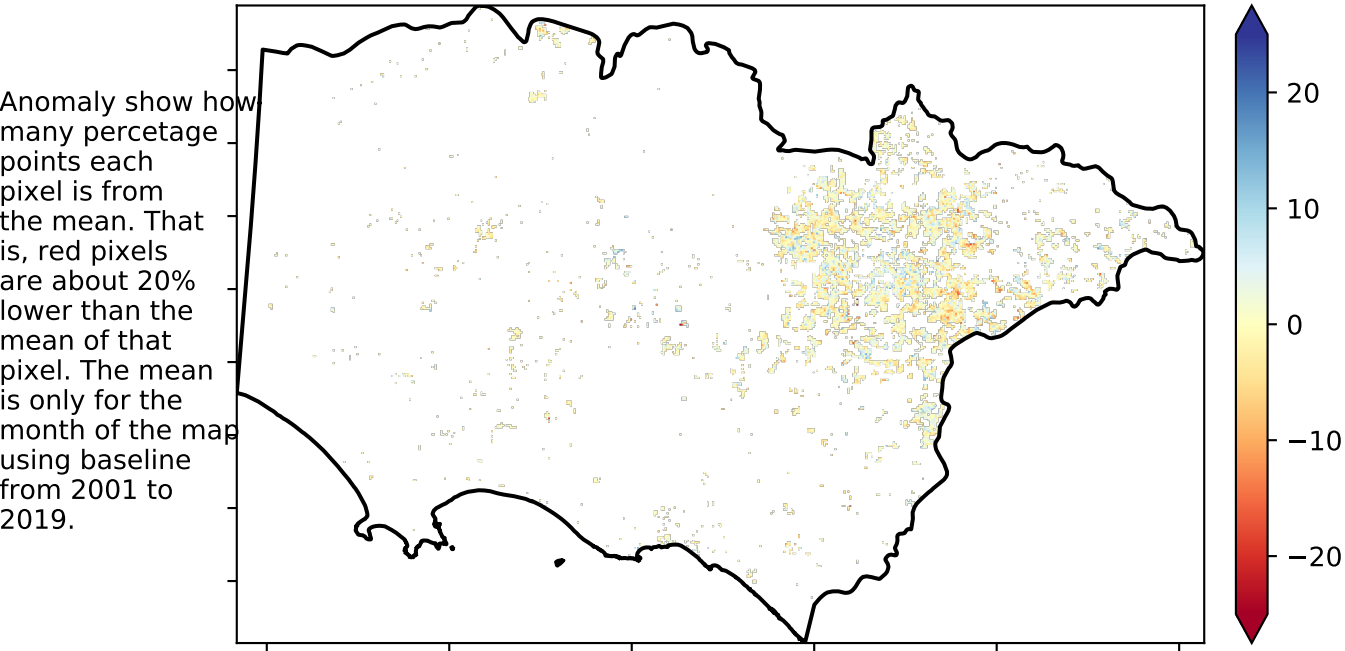 Anomaly show how
many percetage
points each
pixel is from
the mean. That
is, red pixels
are about 20%
lower than the
mean of that
pixel. The mean
is only for the
month of the map
using baseline
from 2001 to
2019.
20
10
0
−10
−20